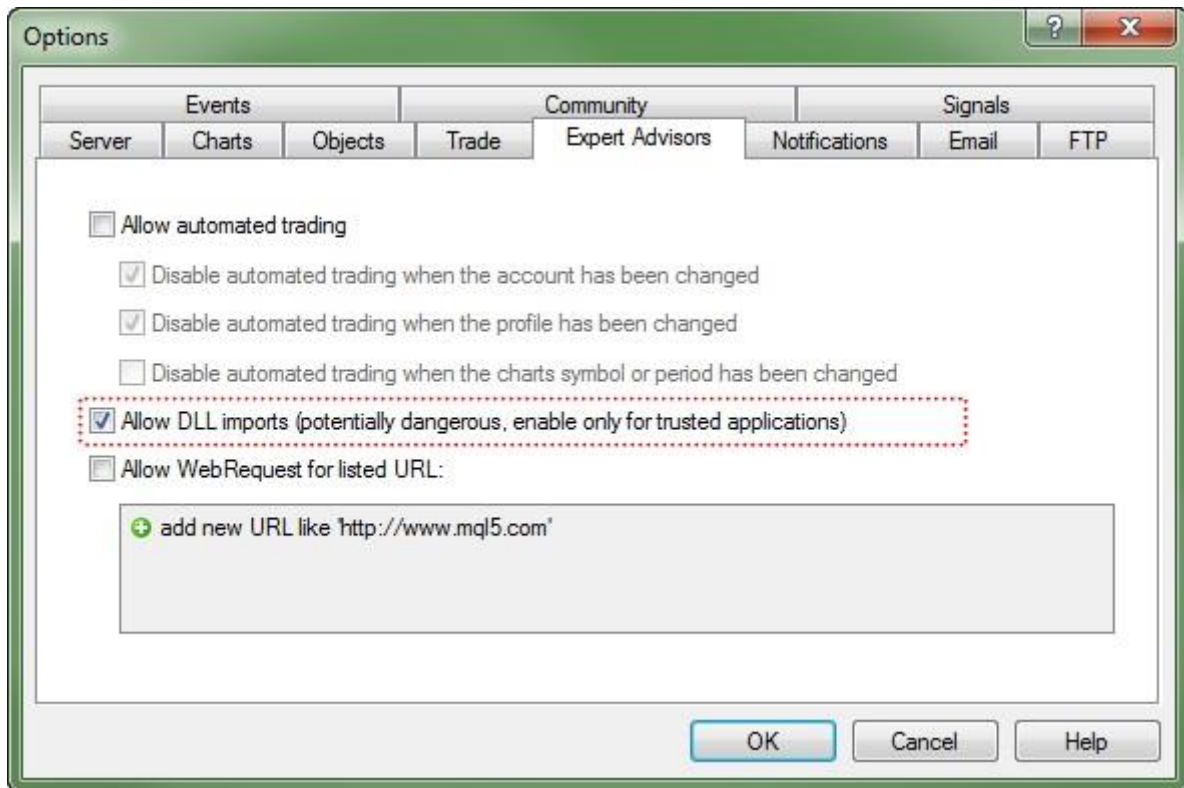 Options
?
X
Events Community Signals
Server Charts Objects Trade Expert Advisors Notifications Email FTP
Allow automated trading
Disable automated trading when the account has been changed
Disable automated trading when the profile has been changed
Disable automated trading when the charts symbol or period has been changed
Allow DLL imports (potentially dangerous, enable only for trusted applications)
Allow WebRequest for listed URL:
add new URL like 'http://www.mql5.com'
OK Cancel Help